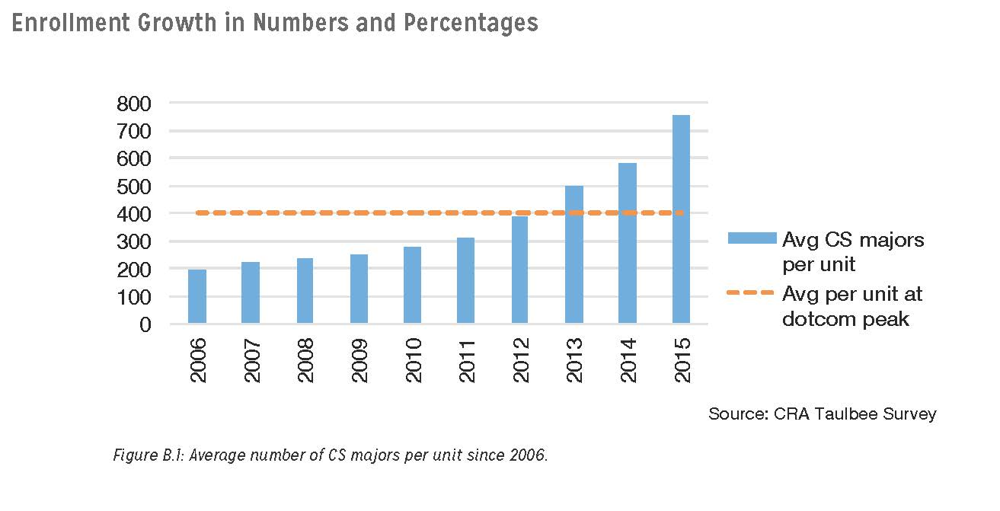 Enrollment Growth in Numbers and Percentages
800
700
600
500
400
300
200
100
0
2006
2007
2008
2009
2010
2011
2012
2013
2014
2015
Avg CS majors
per unit
Avg per unit at
dotcom peak
Source: CRA Taulbee Survey
Figure B.1: Average number of CS majors per unit since 2006.